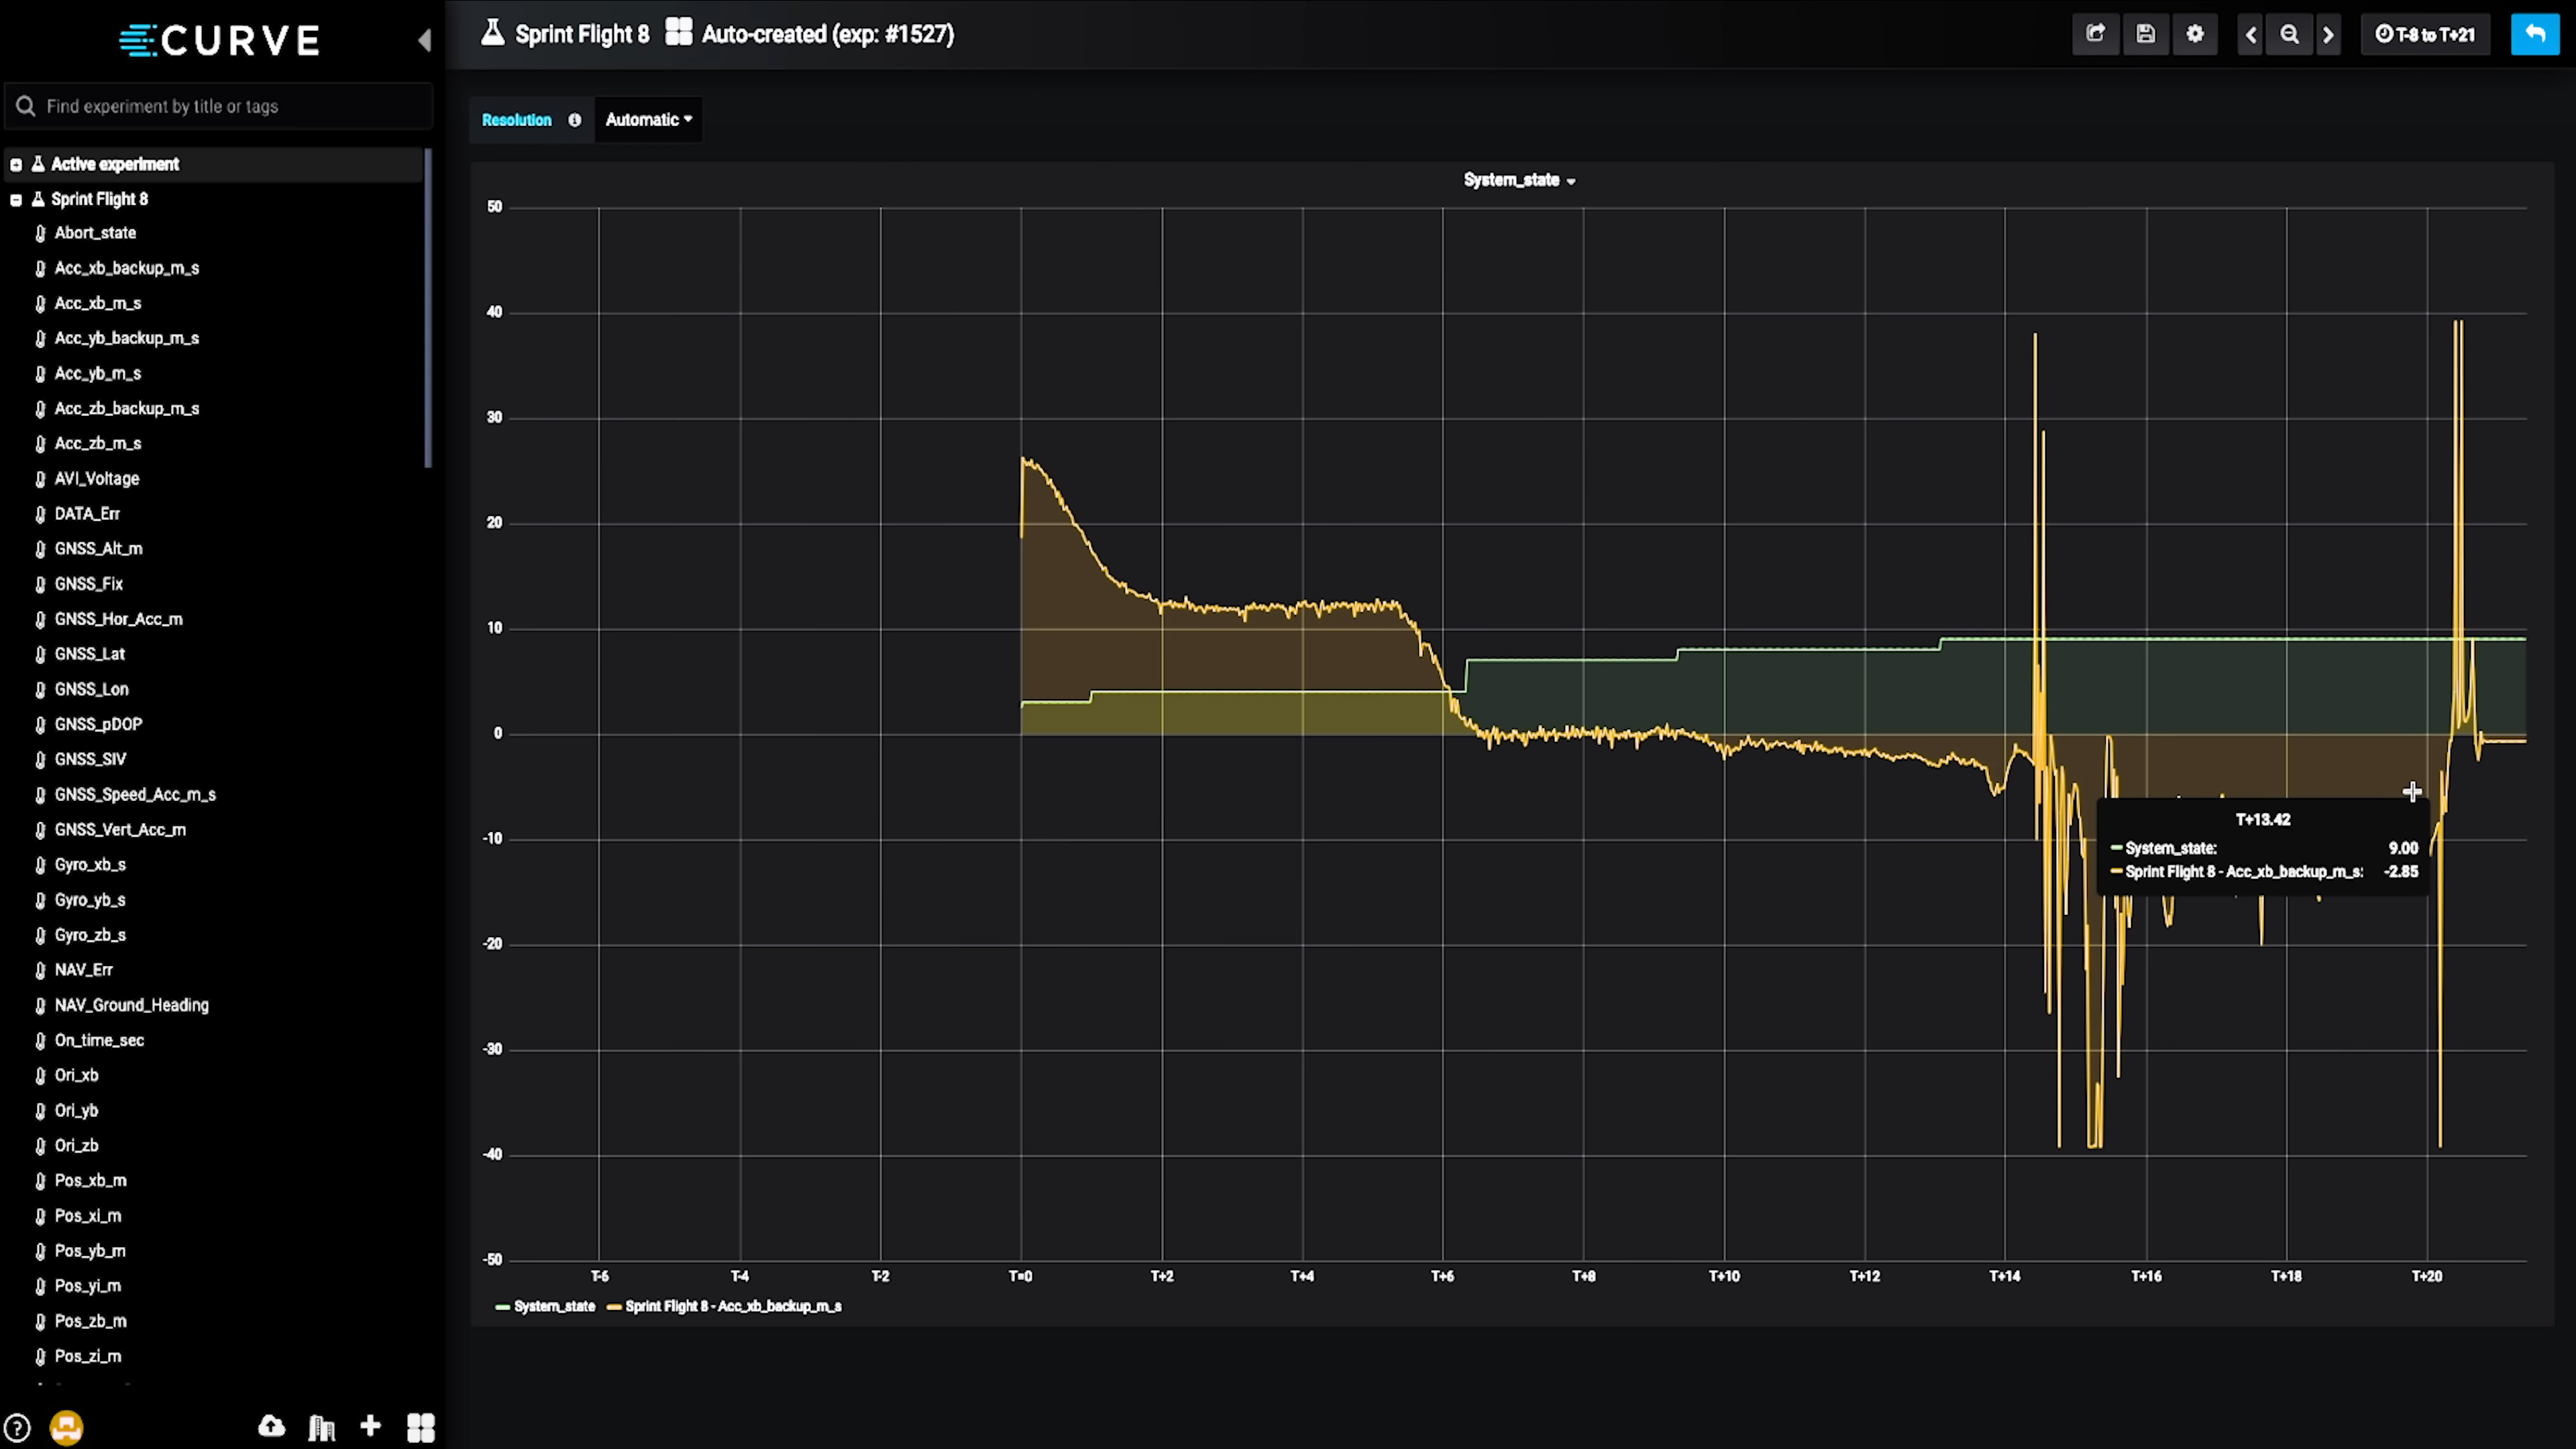 CURVE
Sprint Flight 8 Auto-created (exp: #1527)
T-8 to T+21
Find experiment by title or tags
Resolution Automatic
Active experiment
Sprint Flight 8
Abort_state
Acc_xb_backup_m_s
Acc_xb_m_s
Acc_yb_backup_m_s
Acc_yb_m_s
Acc_zb_backup_m_s
Acc_zb_m_s
AVI_Voltage
DATA_Err
GNSS_Alt_m
GNSS_Fix
GNSS_Hor_Acc_m
GNSS_Lat
GNSS_Lon
GNSS_pDOP
GNSS_SIV
GNSS_Speed_Acc_m_s
GNSS_Vert_Acc_m
Gyro_xb_s
Gyro_yb_s
Gyro_zb_s
NAV_Err
NAV_Ground_Heading
On_time_sec
Ori_xb
Ori_yb
Ori_zb
Pos_xb_m
Pos_xi_m
Pos_yb_m
Pos_yi_m
Pos_zb_m
Pos_zi_m
System_state
50
40
30
20
10
0
-10
-20
-30
-40
-50
T-6 T-4 T-2 T=0 T+2 T+4 T+6 T+8 T+10 T+12 T+14 T+16 T+18 T+20
T+13.42
System_state: 9.00
Sprint Flight 8 - Acc_xb_backup_m_s: -2.85
System_state Sprint Flight 8 - Acc_xb_backup_m_s